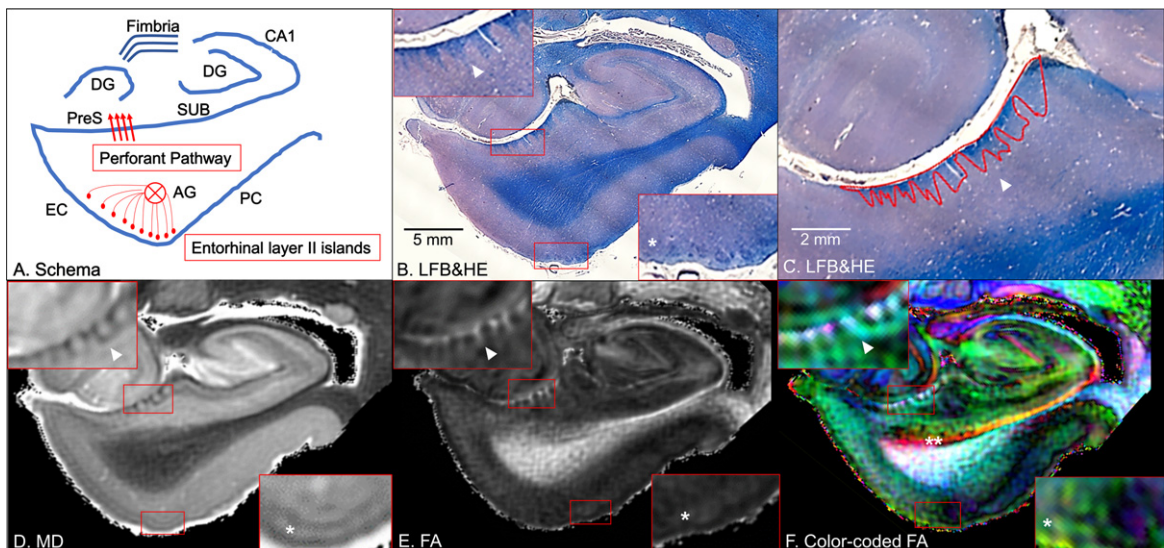 Fimbria
CA1
DG
DG
SUB
PreS
Perforant Pathway
AG
PC
EC
Entorhinal layer II islands
A. Schema
5 mm
*
B. LFB&HE
2 mm
C. LFB&HE
*
D. MD
*
E. FA
**
*
F. Color-coded FA